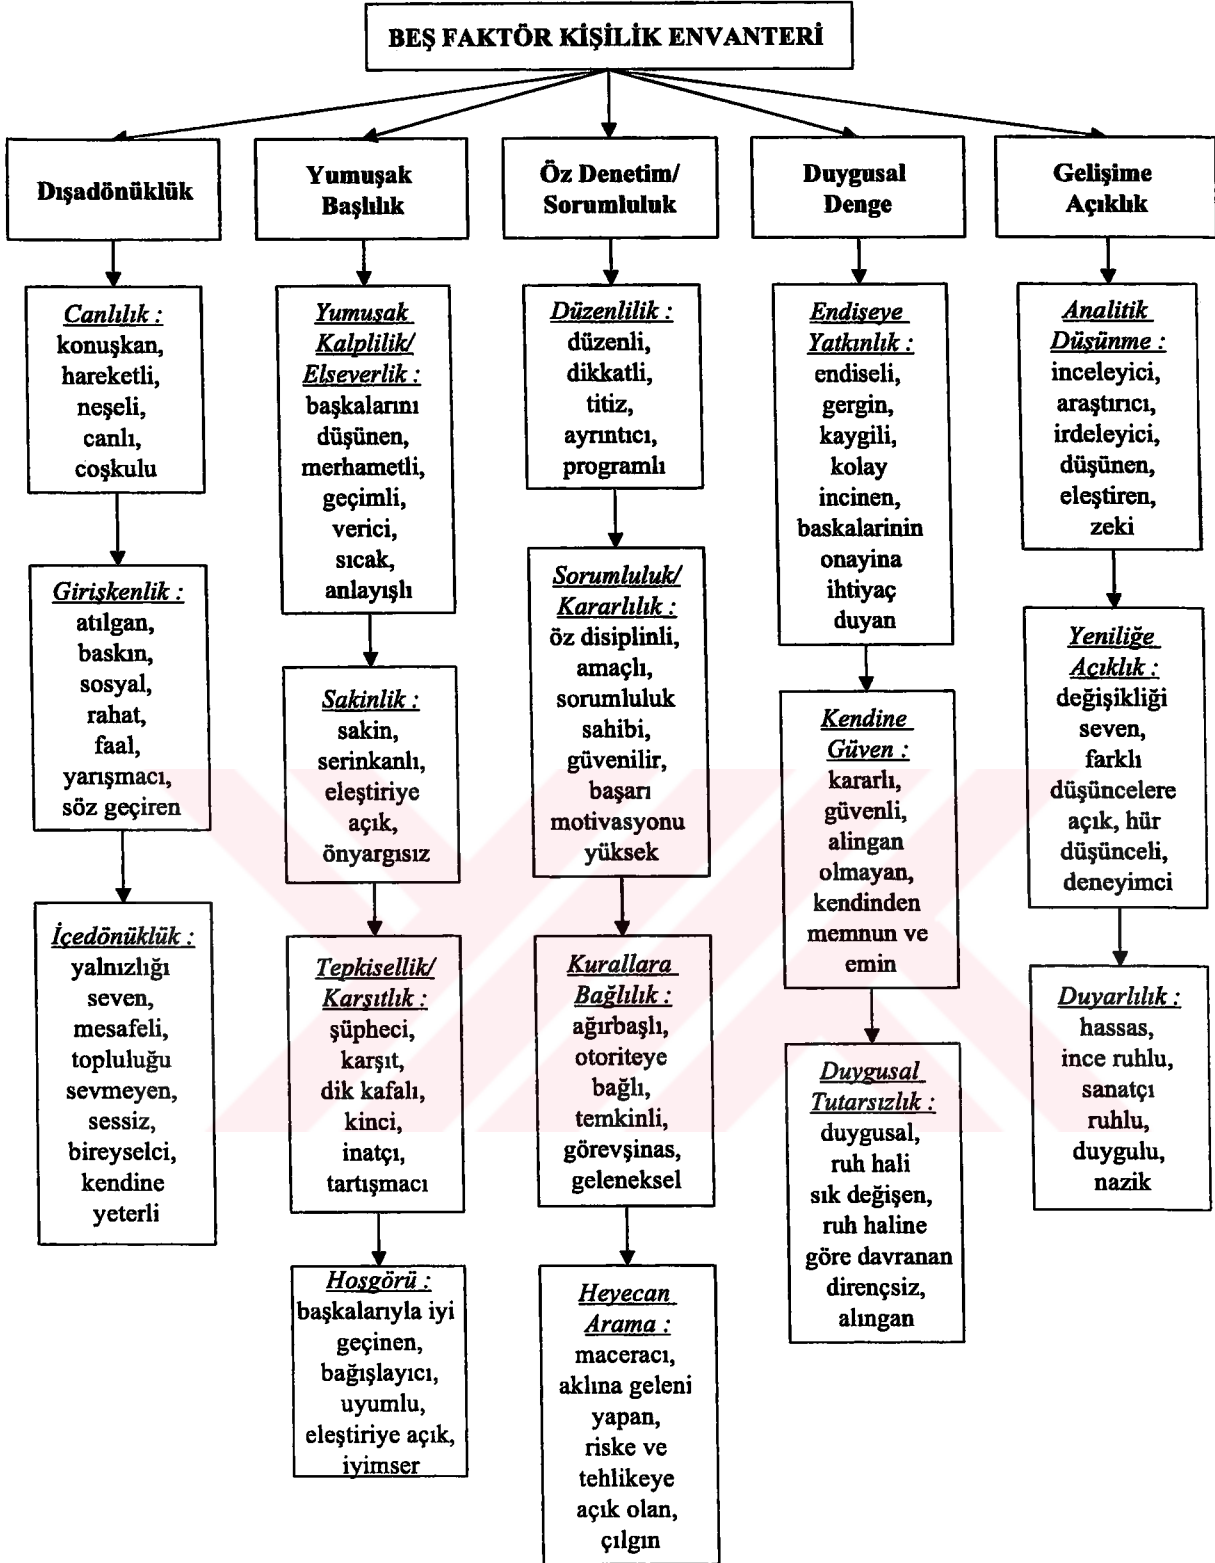 BEŞ FAKTÖR KİŞİLİK ENVANTERİ
Dışadönüklük
Yumuşak
Başlılık
Öz Denetim/
Sorumluluk
Duygusal
Denge
Gelişime
Açıklık
Canlılık :
konuşkan,
hareketli,
neşeli,
canlı,
coşkulu
Girişkenlik :
atılgan,
baskın,
sosyal,
rahat,
faal,
yarışmacı,
söz geçiren
İçedönüklük :
yalnızlığı
seven,
mesafeli,
topluluğu
sevmeyen,
sessiz,
bireyselci,
kendine
yeterli
Yumuşak
Kalplilik/
Elseverlik :
başkalarını
düşünen,
merhametli,
geçimli,
verici,
sıcak,
anlayışlı
Sakinlik :
sakin,
serinkanlı,
eleştiriye
açık,
önyargısız
Tepkisellik/
Karşıtlık :
şüpheci,
karşıt,
dik kafalı,
kinci,
inatçı,
tartışmacı
Hoşgörü :
başkalarıyla iyi
geçinen,
bağışlayıcı,
uyumlu,
eleştiriye açık,
iyimser
Düzenlilik :
düzenli,
dikkatli,
titiz,
ayrıntıcı,
programlı
Sorumluluk/
Kararlılık :
öz disiplinli,
amaçlı,
sorumluluk
sahibi,
güvenilir,
başarı
motivasyonu
yüksek
Kurallara
Bağlılık :
ağırbaşlı,
otoriteye
bağlı,
temkinli,
görevşinas,
geleneksel
Heyecan
Arama :
maceracı,
aklına geleni
yapan,
riske ve
tehlikeye
açık olan,
çılgın
Endişeye
Yatkınlık :
endiseli,
gergin,
kaygili,
kolay
incinen,
baskalarinin
onayina
ihtiyaç
duyan
Kendine
Güven :
kararlı,
güvenli,
alingan
olmayan,
kendinden
memnun ve
emin
Duygusal
Tutarsızlık :
duygusal,
ruh hali
sık değişen,
ruh haline
göre davranan
dirençsiz,
alıngan
Analitik
Düşünme :
inceleyici,
araştırıcı,
irdeleyici,
düşünen,
eleştiren,
zeki
Yeniliğe
Açıklık :
değişikliği
seven,
farklı
düşüncelere
açık, hür
düşünceli,
deneyimci
Duyarlılık :
hassas,
ince ruhlu,
sanatçı
ruhlu,
duygulu,
nazik